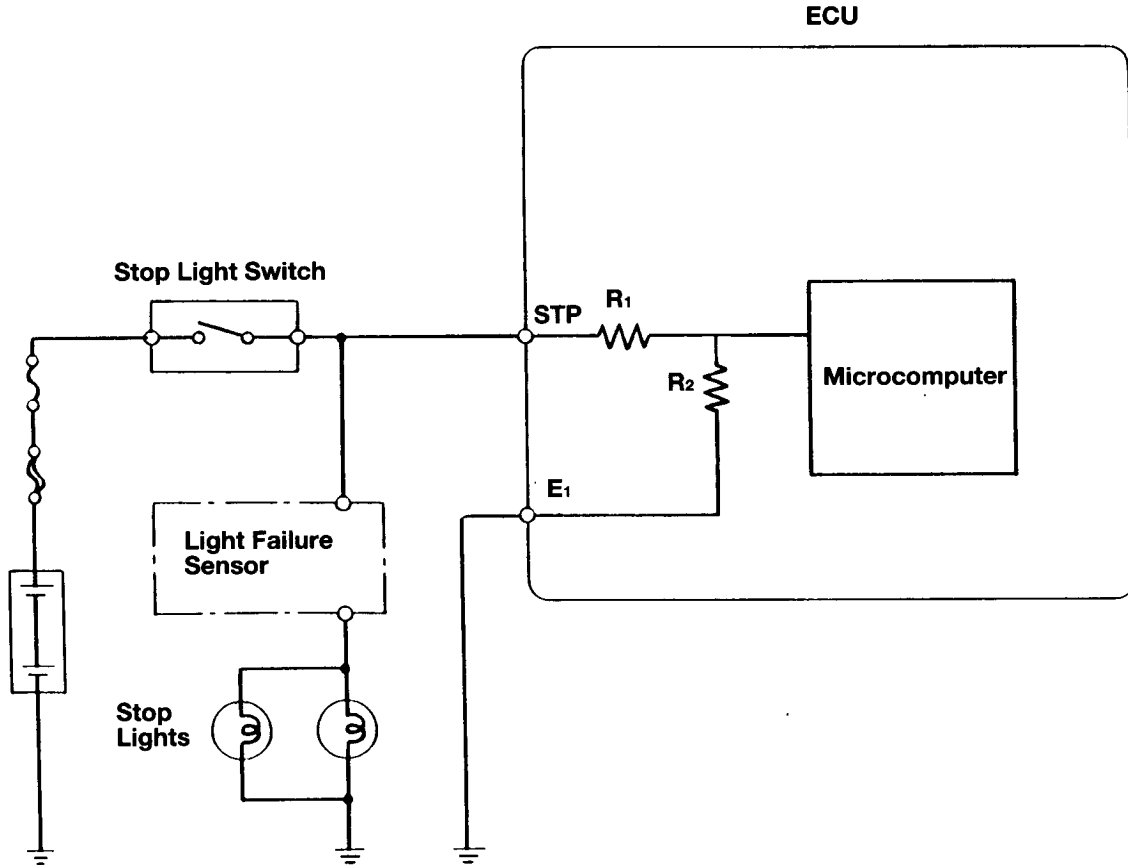 ECU
Stop Light Switch
STP
R1
R2
Microcomputer
E1
Light Failure
Sensor
Stop
Lights